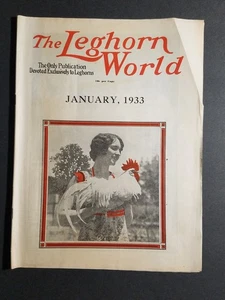 The Leghorn
World
The Only Publication
Devoted Exclusively to Leghorns
JANUARY, 1933